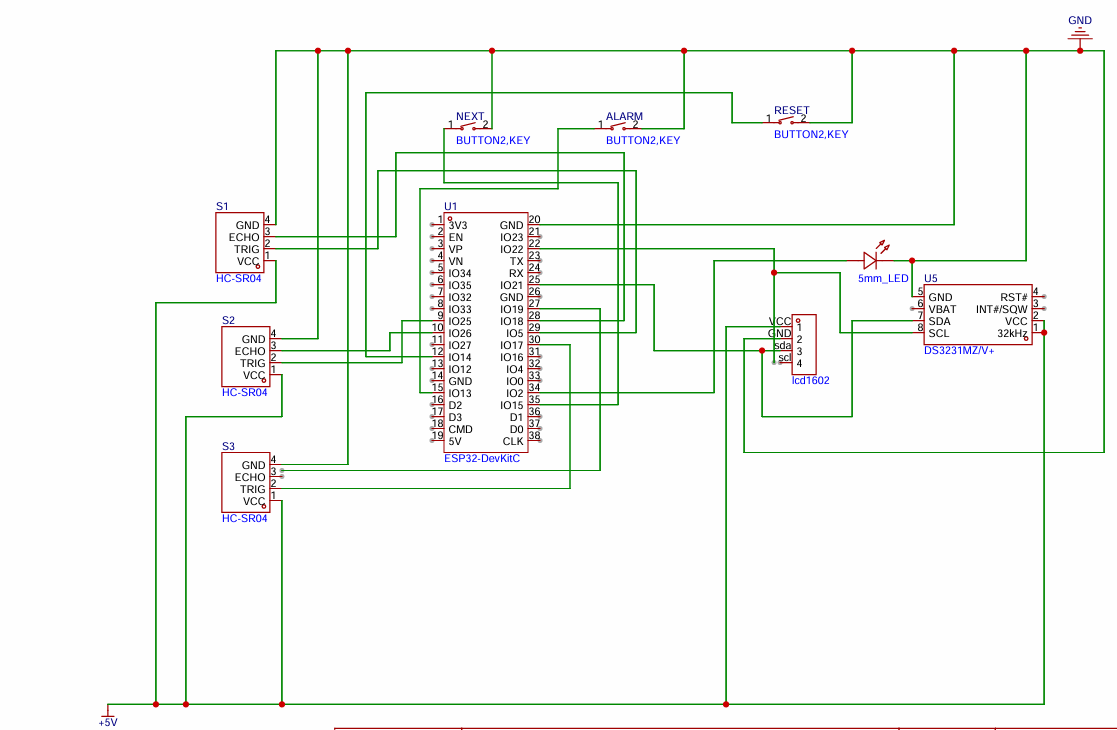 GND
NEXT
1 2
BUTTON2,KEY
ALARM
1 2
BUTTON2,KEY
RESET
1 2
BUTTON2,KEY
S1
GND 4
ECHO 3
TRIG 2
VCC 1
HC-SR04
S2
GND 4
ECHO 3
TRIG 2
VCC 1
HC-SR04
S3
GND 4
ECHO 3
TRIG 2
VCC 1
HC-SR04
U1
1 3V3 GND 20
2 EN IO23 21
3 VP IO22 22
4 VN TX 23
5 IO34 RX 24
6 IO35 IO21 25
7 IO32 GND 26
8 IO33 IO19 27
9 IO25 IO18 28
10 IO26 IO5 29
11 IO27 IO17 30
12 IO14 IO16 31
13 IO12 IO4 32
14 GND IO0 33
15 IO13 IO2 34
16 D2 IO15 35
17 D3 D1 36
18 CMD D0 37
19 5V CLK 38
ESP32-DevKitC
5mm_LED
U5
5 GND RST# 4
6 VBAT INT#/SQW 3
7 SDA VCC 2
8 SCL 32kHz 1
DS3231MZ/V+
VCC 1
GND 2
sda 3
scl 4
lcd1602
+5V